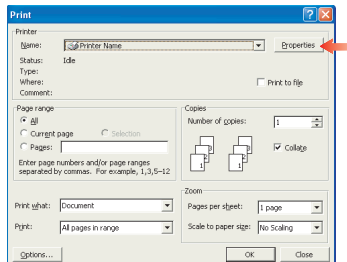 Print
Printer
Name: Printer Name Properties
Status: Idle
Type:
Where:
Comment:
Print to file
Page range
All
Current page Selection
Pages:
Enter page numbers and/or page ranges
separated by commas. For example, 1,3,5–12
Copies
Number of copies: 1
Collate
Print what: Document
Print: All pages in range
Zoom
Pages per sheet: 1 page
Scale to paper size: No Scaling
Options... OK Close